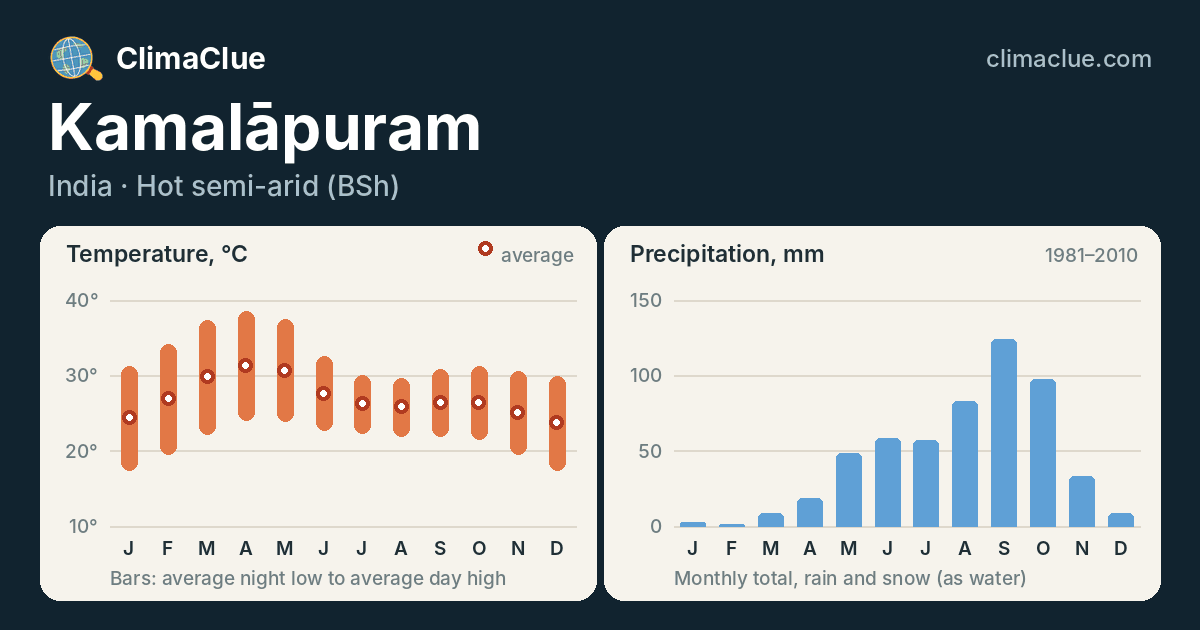 ClimaClue
climaclue.com
Kamalāpuram
India · Hot semi-arid (BSh)
Temperature, °C
average
40°
30°
20°
10°
J F M A M J J A S O N D
Bars: average night low to average day high
Precipitation, mm
1981–2010
150
100
50
0
J F M A M J J A S O N D
Monthly total, rain and snow (as water)